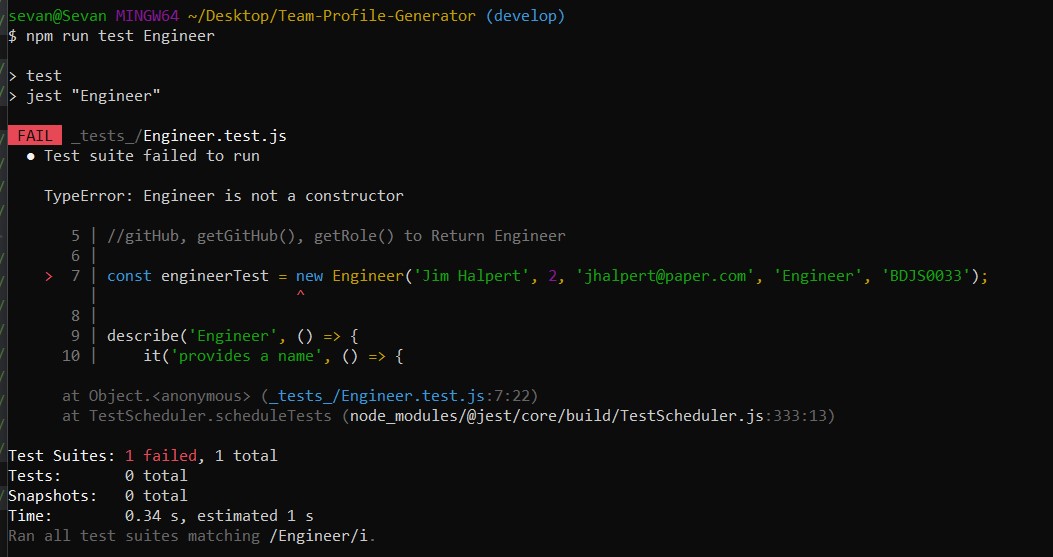 sevan@Sevan MINGW64 ~/Desktop/Team-Profile-Generator (develop)
$ npm run test Engineer
> test
> jest "Engineer"
FAIL _tests_/Engineer.test.js
● Test suite failed to run
TypeError: Engineer is not a constructor
5 | //gitHub, getGitHub(), getRole() to Return Engineer
6 |
> 7 | const engineerTest = new Engineer('Jim Halpert', 2, 'jhalpert@paper.com', 'Engineer', 'BDJS0033');
| ^
8 |
9 | describe('Engineer', () => {
10 | it('provides a name', () => {
at Object.<anonymous> (_tests_/Engineer.test.js:7:22)
at TestScheduler.scheduleTests (node_modules/@jest/core/build/TestScheduler.js:333:13)
Test Suites: 1 failed, 1 total
Tests: 0 total
Snapshots: 0 total
Time: 0.34 s, estimated 1 s
Ran all test suites matching /Engineer/i.